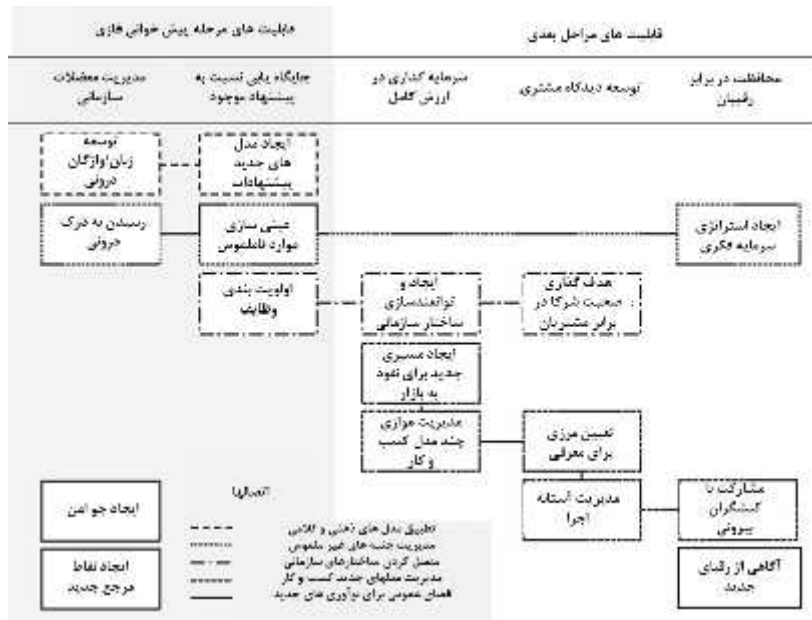 قابلیت های مرحله پیش خوانی فازی
قابلیت های مراحل بعدی
مدیریت معضلات
سازمانی
جایگاه یابی نسبت به
پیشنهاد موجود
سرمایه گذاری در
ارزش کامل
توسعه دیدگاه مشتری
محافظت در برابر
رقیبان
توسعه
زبان/واژگان
درونی
ایجاد مدل
های جدید
پیشنهادات
رسیدن به درک
درونی
عینی سازی
موارد ناملموس
ایجاد استراتژی
سرمایه فکری
اولویت بندی
وظایف
ایجاد و
توانمندسازی
ساختار سازمانی
هدف گذاری
صحبت شرکا در
برابر مشتریان
ایجاد مسیری
جدید برای نفوذ
به بازار
مدیریت موازی
چند مدل کسب
و کار
تعیین مرزی
برای معرفی
مدیریت آستانه
اجرا
مشارکت با
کنشگران
بیرونی
ایجاد جوامن
ایجاد نقاط
مرجع جدید
آگاهی از رقبای
جدید
اتصالها
تطبیق مدل های ذهنی و کلامی
مدیریت جنبه های غیر ملموس
متصل کردن ساختارهای سازمانی
مدیریت مدلهای جدید کسب و کار
فضای عمومی برای نوآوری های جدید